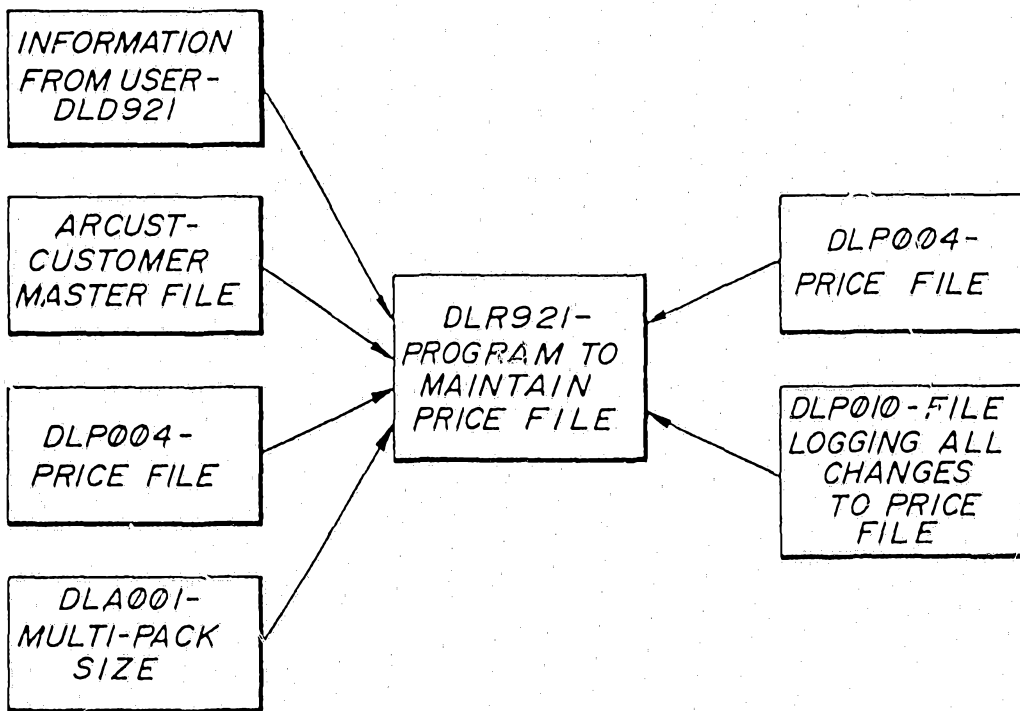 INFORMATION
FROM USER-
DLD921
ARCUST-
CUSTOMER
MASTER FILE
DLPØØ4-
PRICE FILE
DLAØØ1-
MULTI-PACK
SIZE
DLR921-
PROGRAM TO
MAINTAIN
PRICE FILE
DLPØØ4-
PRICE FILE
DLPØ1Ø-FILE
LOGGING ALL
CHANGES
TO PRICE
FILE